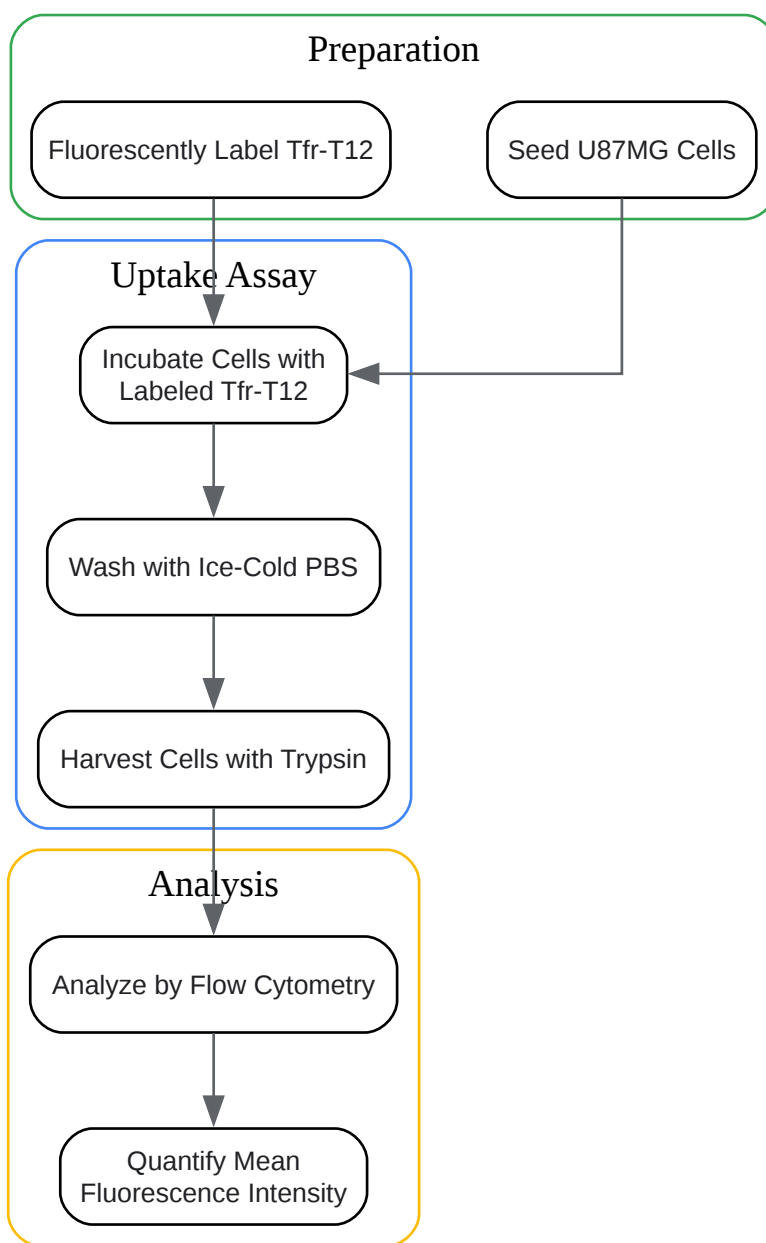 Preparation
Fluorescently Label Tfr-T12
Seed U87MG Cells
Uptake Assay
Incubate Cells with
Labeled Tfr-T12
Wash with Ice-Cold PBS
Harvest Cells with Trypsin
Analysis
Analyze by Flow Cytometry
Quantify Mean
Fluorescence Intensity